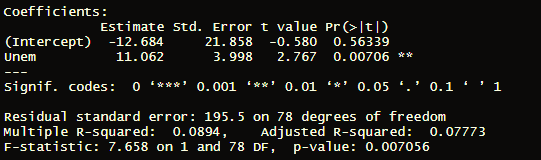 Coefficients:
            Estimate Std. Error t value Pr(>|t|)
(Intercept)  -12.684     21.858  -0.580  0.56339
Unem          11.062      3.998   2.767  0.00706 **
---
Signif. codes:  0 ‘***’ 0.001 ‘**’ 0.01 ‘*’ 0.05 ‘.’ 0.1 ‘ ’ 1
Residual standard error: 195.5 on 78 degrees of freedom
Multiple R-squared:  0.0894,    Adjusted R-squared:  0.07773
F-statistic: 7.658 on 1 and 78 DF,  p-value: 0.007056